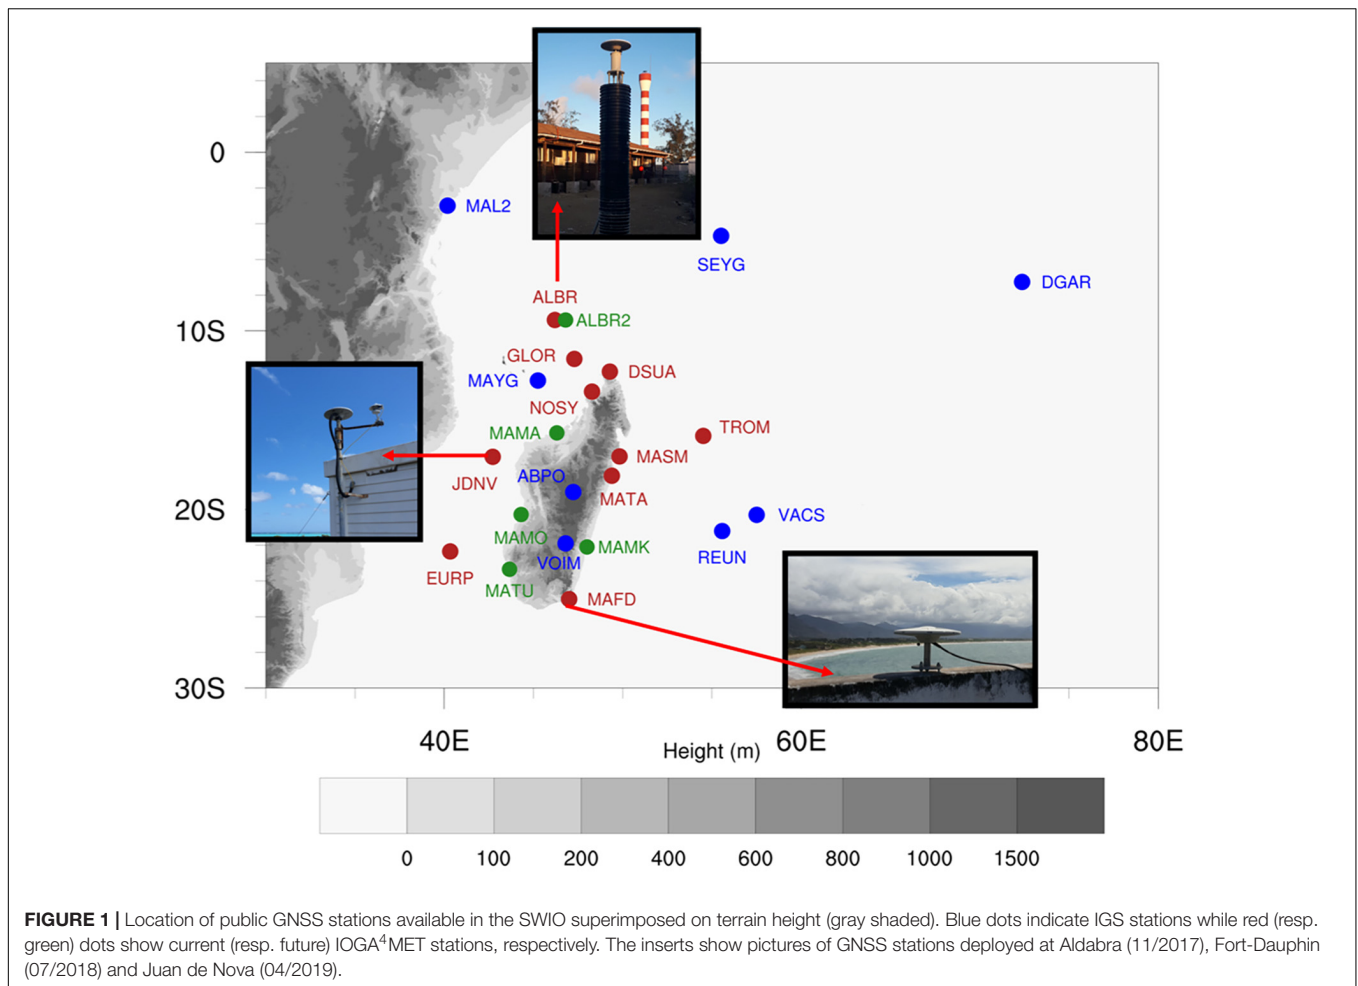 0
MAL2
SEYG
DGAR
ALBR
10S
ALBR2
GLOR
DSUA
MAYG
NOSY
TROM
MAMA
MASM
ABPO
JDNV
MATA
20S
VACS
MAMO
MAMK
REUN
VOIM
EURP
MATU
MAFD
30S
40E
60E
80E
Height (m)
0 100 200 400 600 800 1000 1500
FIGURE 1 | Location of public GNSS stations available in the SWIO superimposed on terrain height (gray shaded). Blue dots indicate IGS stations while red (resp.
green) dots show current (resp. future) IOGA⁴MET stations, respectively. The inserts show pictures of GNSS stations deployed at Aldabra (11/2017), Fort-Dauphin
(07/2018) and Juan de Nova (04/2019).